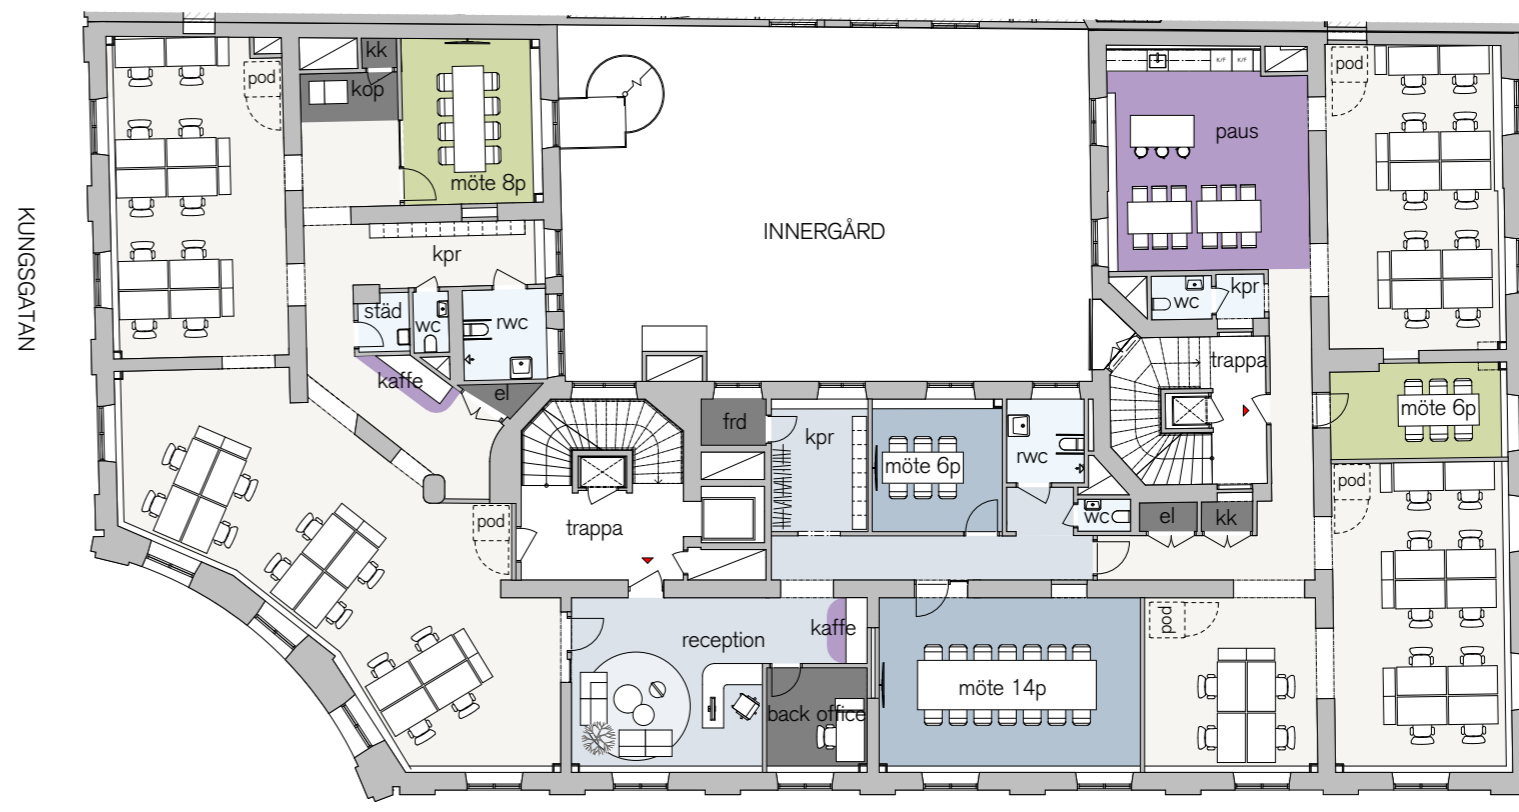 KUNGSGATAN
pod
kk
kop
möte 8p
kpr
städ
wc
rwc
kaffe
el
pod
trappa
INNERGÅRD
frd
kpr
möte 6p
rwc
wc
el
kk
K/F
K/F
paus
pod
wc
kpr
trappa
möte 6p
pod
reception
kaffe
back office
möte 14p
pod